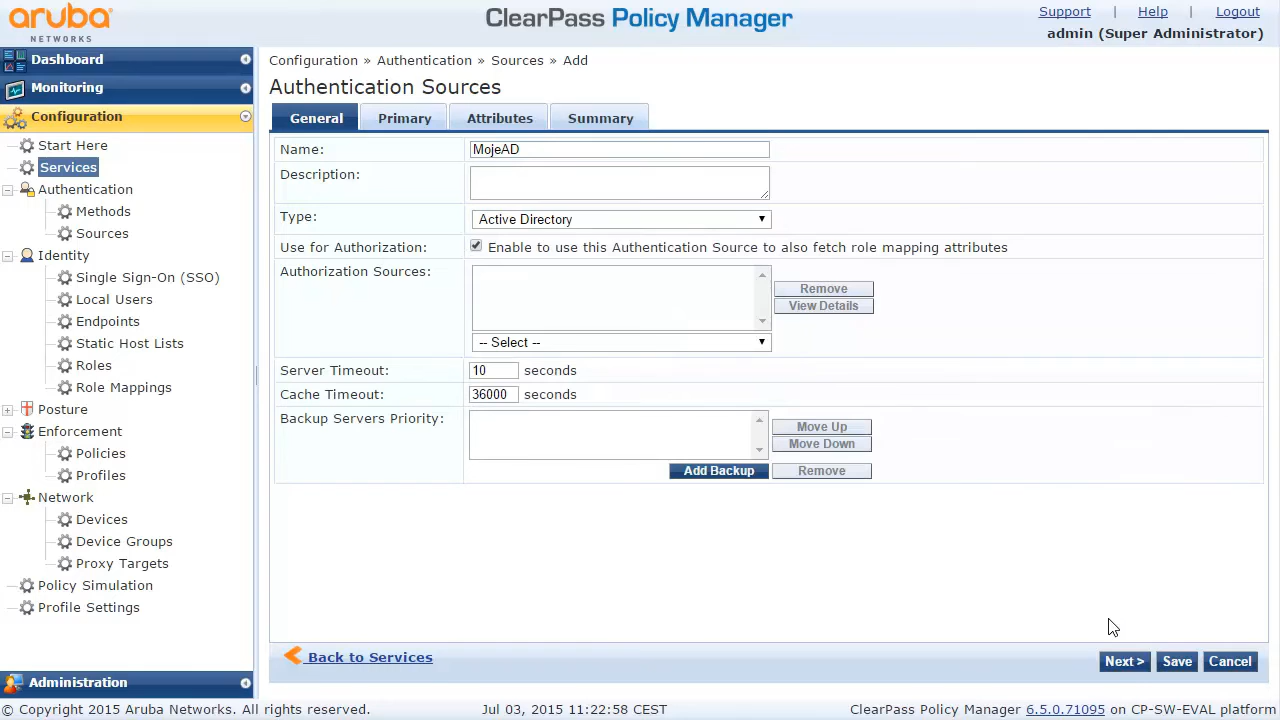 aruba
NETWORKS
ClearPass Policy Manager
Support | Help | Logout
admin (Super Administrator)
Dashboard
Monitoring
Configuration
Start Here
Services
Authentication
Methods
Sources
Identity
Single Sign-On (SSO)
Local Users
Endpoints
Static Host Lists
Roles
Role Mappings
Posture
Enforcement
Policies
Profiles
Network
Devices
Device Groups
Proxy Targets
Policy Simulation
Profile Settings
Administration
Configuration » Authentication » Sources » Add
Authentication Sources
General Primary Attributes Summary
Name: MojeAD
Description:
Type: Active Directory
Use for Authorization: Enable to use this Authentication Source to also fetch role mapping attributes
Authorization Sources:
Remove
View Details
-- Select --
Server Timeout: 10 seconds
Cache Timeout: 36000 seconds
Backup Servers Priority:
Move Up
Move Down
Add Backup Remove
Back to Services
Next > Save Cancel
© Copyright 2015 Aruba Networks. All rights reserved. Jul 03, 2015 11:22:58 CEST ClearPass Policy Manager 6.5.0.71095 on CP-SW-EVAL platform